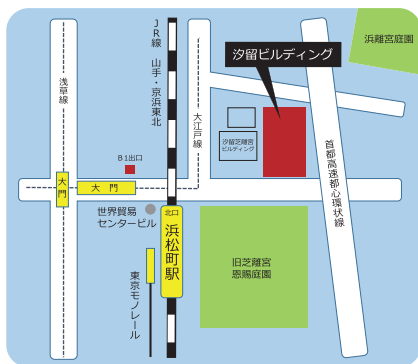 JR線 山手・京浜東北
浜離宮庭園
汐留ビルディング
浅草線
大江戸線
汐留芝離宮
ビルディング
首都高速都心環状線
B1出口
大門
大門
世界貿易
センタービル
北口
浜松町駅
旧芝離宮
恩賜庭園
東京モノレール